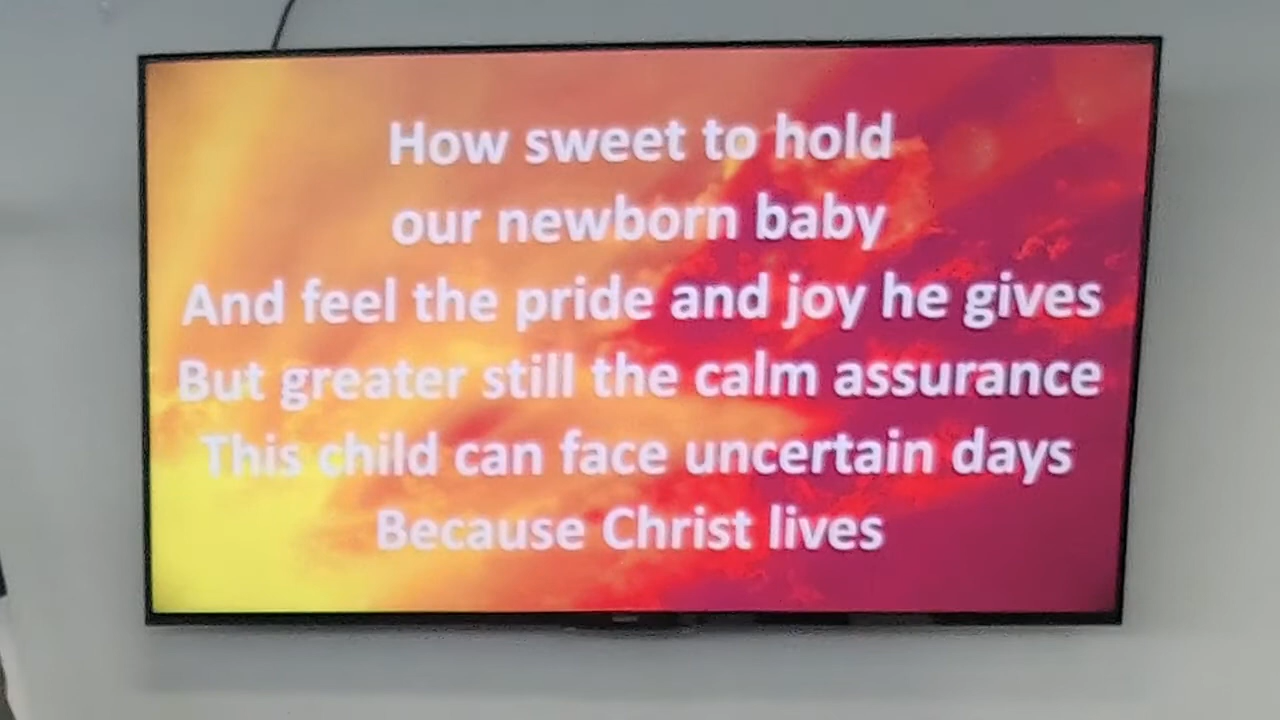 How sweet to hold
our newborn baby
And feel the pride and joy he gives
But greater still the calm assurance
This child can face uncertain days
Because Christ lives